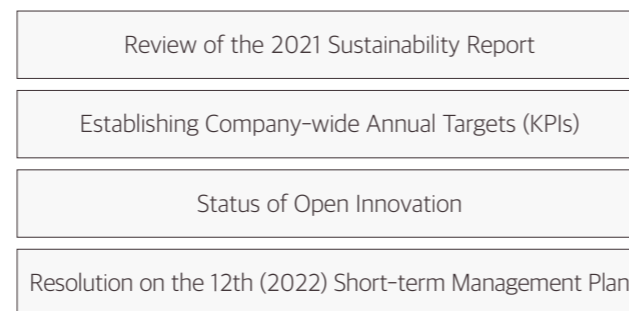 Review of the 2021 Sustainability Report
Establishing Company-wide Annual Targets (KPIs)
Status of Open Innovation
Resolution on the 12th (2022) Short-term Management Plan